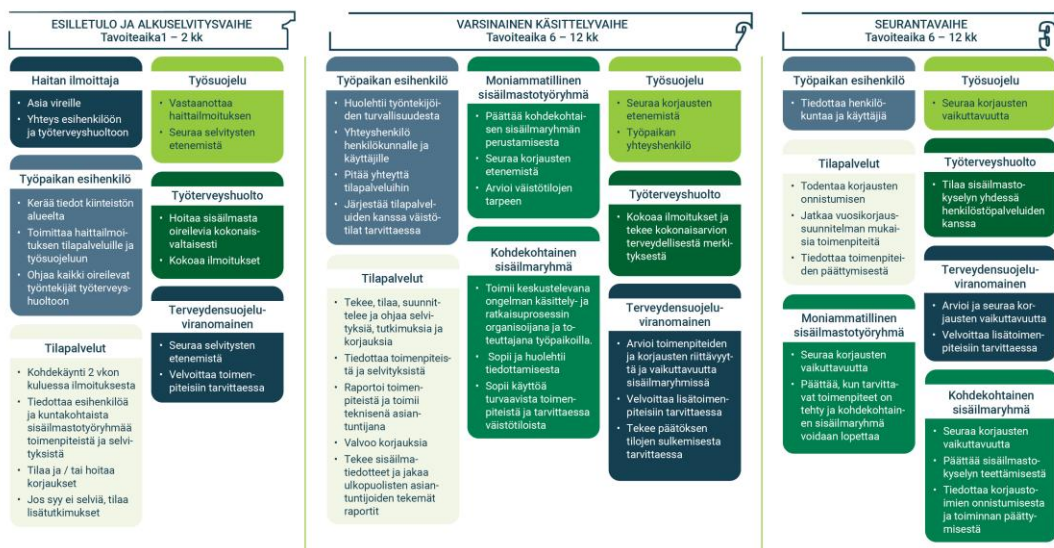 ESILLETULO JA ALKUSELVITYSVAIHE
Tavoiteaika1 – 2 kk
1
Haitan ilmoittaja
• Asia vireille
• Yhteys esihenkilöön
ja työterveyshuoltoon
Työpaikan esihenkilö
• Kerää tiedot kiinteistön
alueelta
• Toimittaa haittailmoi-
tuksen tilapalveluille ja
työsuojeluun
• Ohjaa kaikki oireilevat
työntekijät työterveys-
huoltoon
Tilapalvelut
• Kohdekäynti 2 vkon
kuluessa ilmoituksesta
• Tiedottaa esihenkilöä
ja kuntakohtaista
sisäilmastotyöryhmää
toimenpiteistä ja selvi-
tyksistä
• Tilaa ja / tai hoitaa
korjaukset
• Jos syy ei selviä, tilaa
lisätutkimukset
Työsuojelu
• Vastaanottaa
haittailmoituksen
• Seuraa selvitysten
etenemistä
Työterveyshuolto
• Hoitaa sisäilmasta
oireilevia kokonais-
valtaisesti
• Kokoaa ilmoitukset
Terveydensuojelu-
viranomainen
• Seuraa selvitysten
etenemistä
• Velvoittaa toimen-
piteisiin tarvittaessa
VARSINAINEN KÄSITTELYVAIHE
Tavoiteaika 6 – 12 kk
2
Työpaikan esihenkilö
• Huolehtii työntekijöi-
den turvallisuudesta
• Yhteyshenkilö
henkilökunnalle ja
käyttäjille
• Pitää yhteyttä
tilapalveluihin
• Järjestää tilapalve-
luiden kanssa väistö-
tilat tarvittaessa
Tilapalvelut
• Tekee, tilaa, suunnit-
telee ja ohjaa selvi-
tyksiä, tutkimuksia ja
korjauksia
• Tiedottaa toimenpiteis-
tä ja selvityksistä
• Raportoi toimen-
piteistä ja toimii
teknisenä asian-
tuntijana
• Valvoo korjauksia
• Tekee sisäilma-
tiedotteet ja jakaa
ulkopuolisten asian-
tuntijoiden tekemät
raportit
Moniammatillinen
sisäilmastotyöryhmä
• Päättää kohdekohtai-
sen sisäilmaryhmän
perustamisesta
• Seuraa korjausten
etenemistä
• Arvioi väistötilojen
tarpeen
Kohdekohtainen
sisäilmaryhmä
• Toimii keskustelevana
ongelman käsittely- ja
ratkaisuprosessin
organisoijana ja to-
teuttajana työpaikoilla.
• Sopii ja huolehtii
tiedottamisesta
• Sopii käyttöä
turvaavista toimen-
piteistä ja tarvittaessa
väistötiloista
Työsuojelu
• Seuraa korjausten
etenemistä
• Työpaikan
yhteyshenkilö
Työterveyshuolto
• Kokoaa ilmoitukset ja
tekee kokonaisarvion
terveydellisestä merki-
tyksestä
Terveydensuojelu-
viranomainen
• Arvioi toimenpiteiden
ja korjausten riittävyyt-
tä ja vaikuttavuutta
sisäilmaryhmissä
• Velvoittaa lisätoimen-
piteisiin tarvittaessa
• Tekee päätöksen
tilojen sulkemisesta
tarvittaessa
SEURANTAVAIHE
Tavoiteaika 6 – 12 kk
3
Työpaikan esihenkilö
• Tiedottaa henkilö-
kuntaa ja käyttäjiä
Tilapalvelut
• Todentaa korjausten
onnistumisen
• Jatkaa vuosikorjaus-
suunnitelman mukai-
sia toimenpiteitä
• Tiedottaa toimenpitei-
den päättymisestä
Moniammatillinen
sisäilmastotyöryhmä
• Seuraa korjausten
vaikuttavuutta
• Päättää, kun tarvitta-
vat toimenpiteet on
tehty ja kohdekohtain-
en sisäilmaryhmä
voidaan lopettaa
Työsuojelu
• Seuraa korjausten
vaikuttavuutta
Työterveyshuolto
• Tilaa sisäilmasto-
kyselyn yhdessä
henkilöstöpalveluiden
kanssa
Terveydensuojelu-
viranomainen
• Arvioi ja seuraa kor-
jausten vaikuttavuutta
• Velvoittaa lisätoimen-
piteisiin tarvittaessa
Kohdekohtainen
sisäilmaryhmä
• Seuraa korjausten
vaikuttavuutta
• Päättää sisäilmasto-
kyselyn teettämisestä
• Tiedottaa korjausto-
imien onnistumisesta
ja toiminnan päätty-
misestä